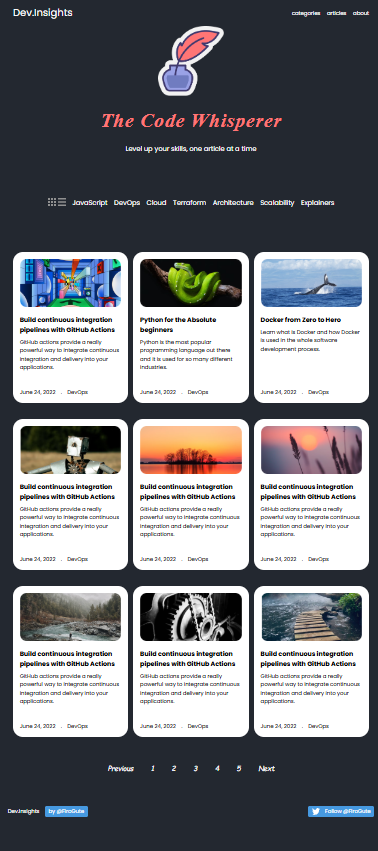 Dev.Insights
categories articles about
The Code Whisperer
Level up your skills, one article at a time
JavaScript DevOps Cloud Terraform Architecture Scalability Explainers
Build continuous integration
pipelines with GitHub Actions
GitHub actions provide a really
powerful way to integrate continuous
integration and delivery into your
applications.
June 24, 2022 . DevOps
Python for the Absolute
beginners
Python is the most popular
programming language out there
and it is used for so many different
industries.
June 24, 2022 . DevOps
Docker from Zero to Hero
Learn what is Docker and how Docker
is used in the whole software
development process.
June 24, 2022 . DevOps
Build continuous integration
pipelines with GitHub Actions
GitHub actions provide a really
powerful way to integrate continuous
integration and delivery into your
applications.
June 24, 2022 . DevOps
Build continuous integration
pipelines with GitHub Actions
GitHub actions provide a really
powerful way to integrate continuous
integration and delivery into your
applications.
June 24, 2022 . DevOps
Build continuous integration
pipelines with GitHub Actions
GitHub actions provide a really
powerful way to integrate continuous
integration and delivery into your
applications.
June 24, 2022 . DevOps
Build continuous integration
pipelines with GitHub Actions
GitHub actions provide a really
powerful way to integrate continuous
integration and delivery into your
applications.
June 24, 2022 . DevOps
Build continuous integration
pipelines with GitHub Actions
GitHub actions provide a really
powerful way to integrate continuous
integration and delivery into your
applications.
June 24, 2022 . DevOps
Build continuous integration
pipelines with GitHub Actions
GitHub actions provide a really
powerful way to integrate continuous
integration and delivery into your
applications.
June 24, 2022 . DevOps
Previous 1 2 3 4 5 Next
Dev.Insights by @FiroGute
Follow @FiroGute